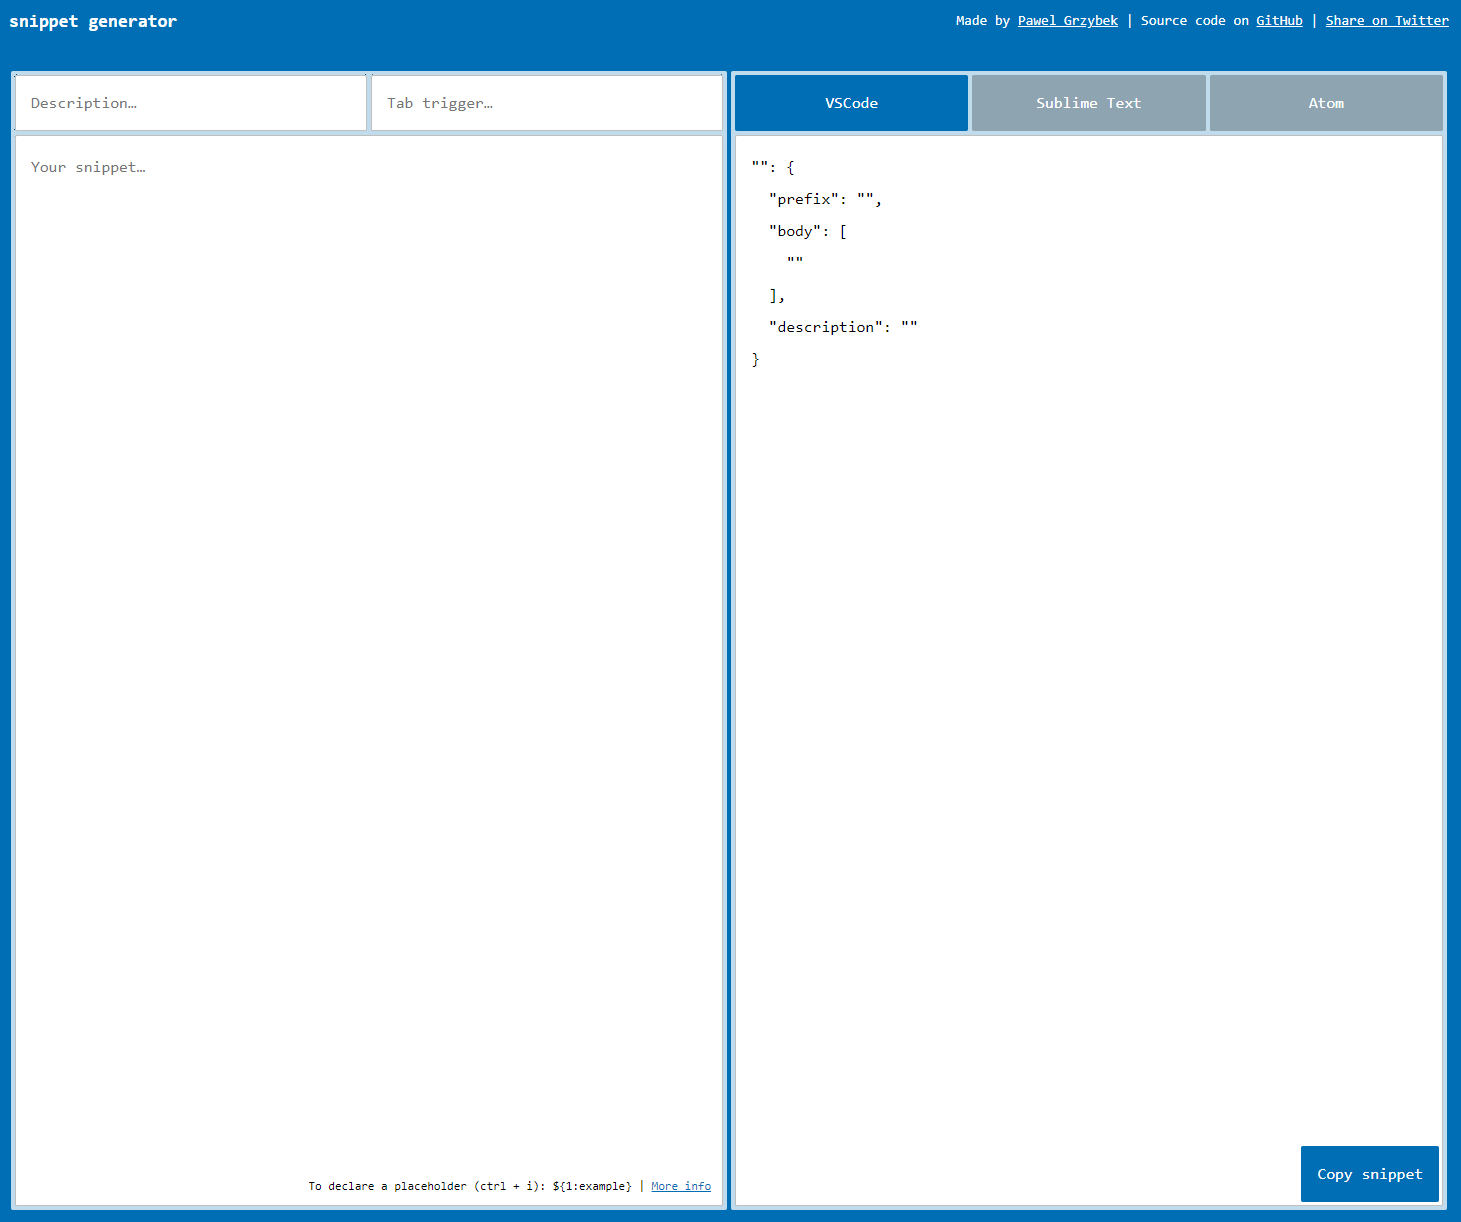 snippet generator
Made by Pawel Grzybek | Source code on GitHub | Share on Twitter
Description…
Tab trigger…
Your snippet…
To declare a placeholder (ctrl + i): ${1:example} | More info
VSCode
Sublime Text
Atom
"": {
  "prefix": "",
  "body": [
    ""
  ],
  "description": ""
}
Copy snippet